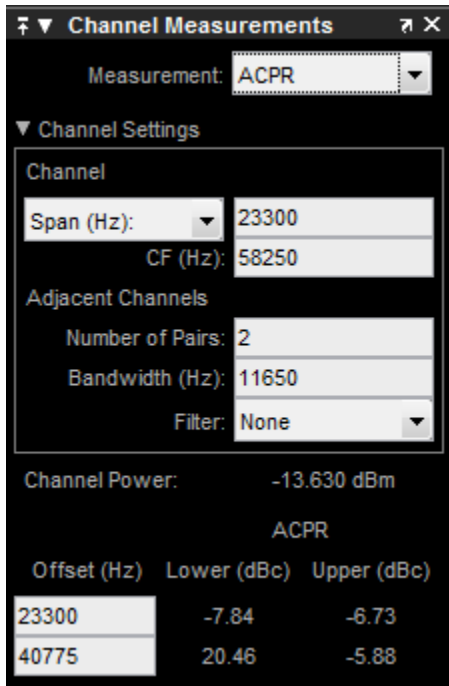 Channel Measurements
Measurement: ACPR
Channel Settings
Channel
Span (Hz): 23300
CF (Hz): 58250
Adjacent Channels
Number of Pairs: 2
Bandwidth (Hz): 11650
Filter: None
Channel Power: -13.630 dBm
ACPR
Offset (Hz) Lower (dBc) Upper (dBc)
23300 -7.84 -6.73
40775 20.46 -5.88